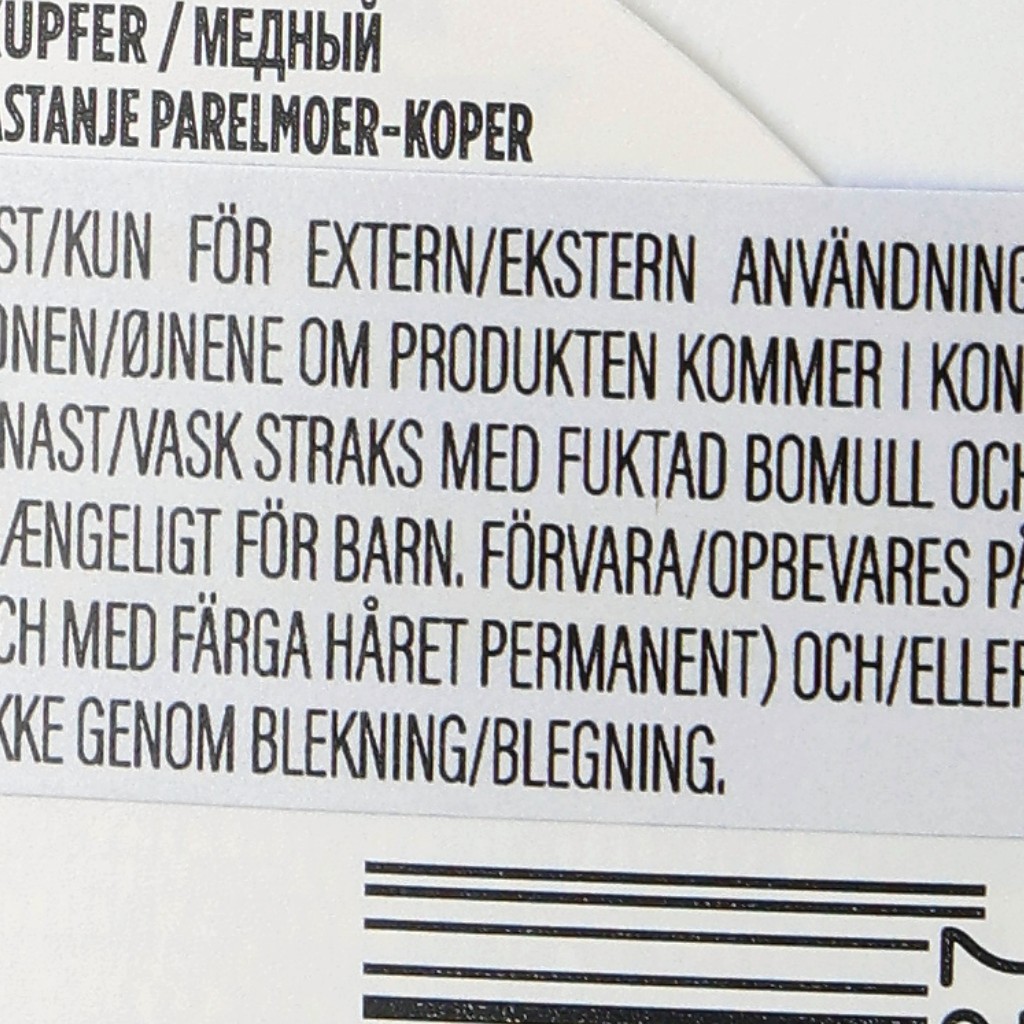 KUPFER / МЕДНЫЙ
ASTANJE PARELMOER-KOPER
ST/KUN FÖR EXTERN/EKSTERN ANVÄNDNING
ONEN/ØJNENE OM PRODUKTEN KOMMER I KON
NAST/VASK STRAKS MED FUKTAD BOMULL OCH
LÆNGELIGT FÖR BARN. FÖRVARA/OPBEVARES PÅ
CH MED FÄRGA HÅRET PERMANENT) OCH/ELLER
KKE GENOM BLEKNING/BLEGNING.